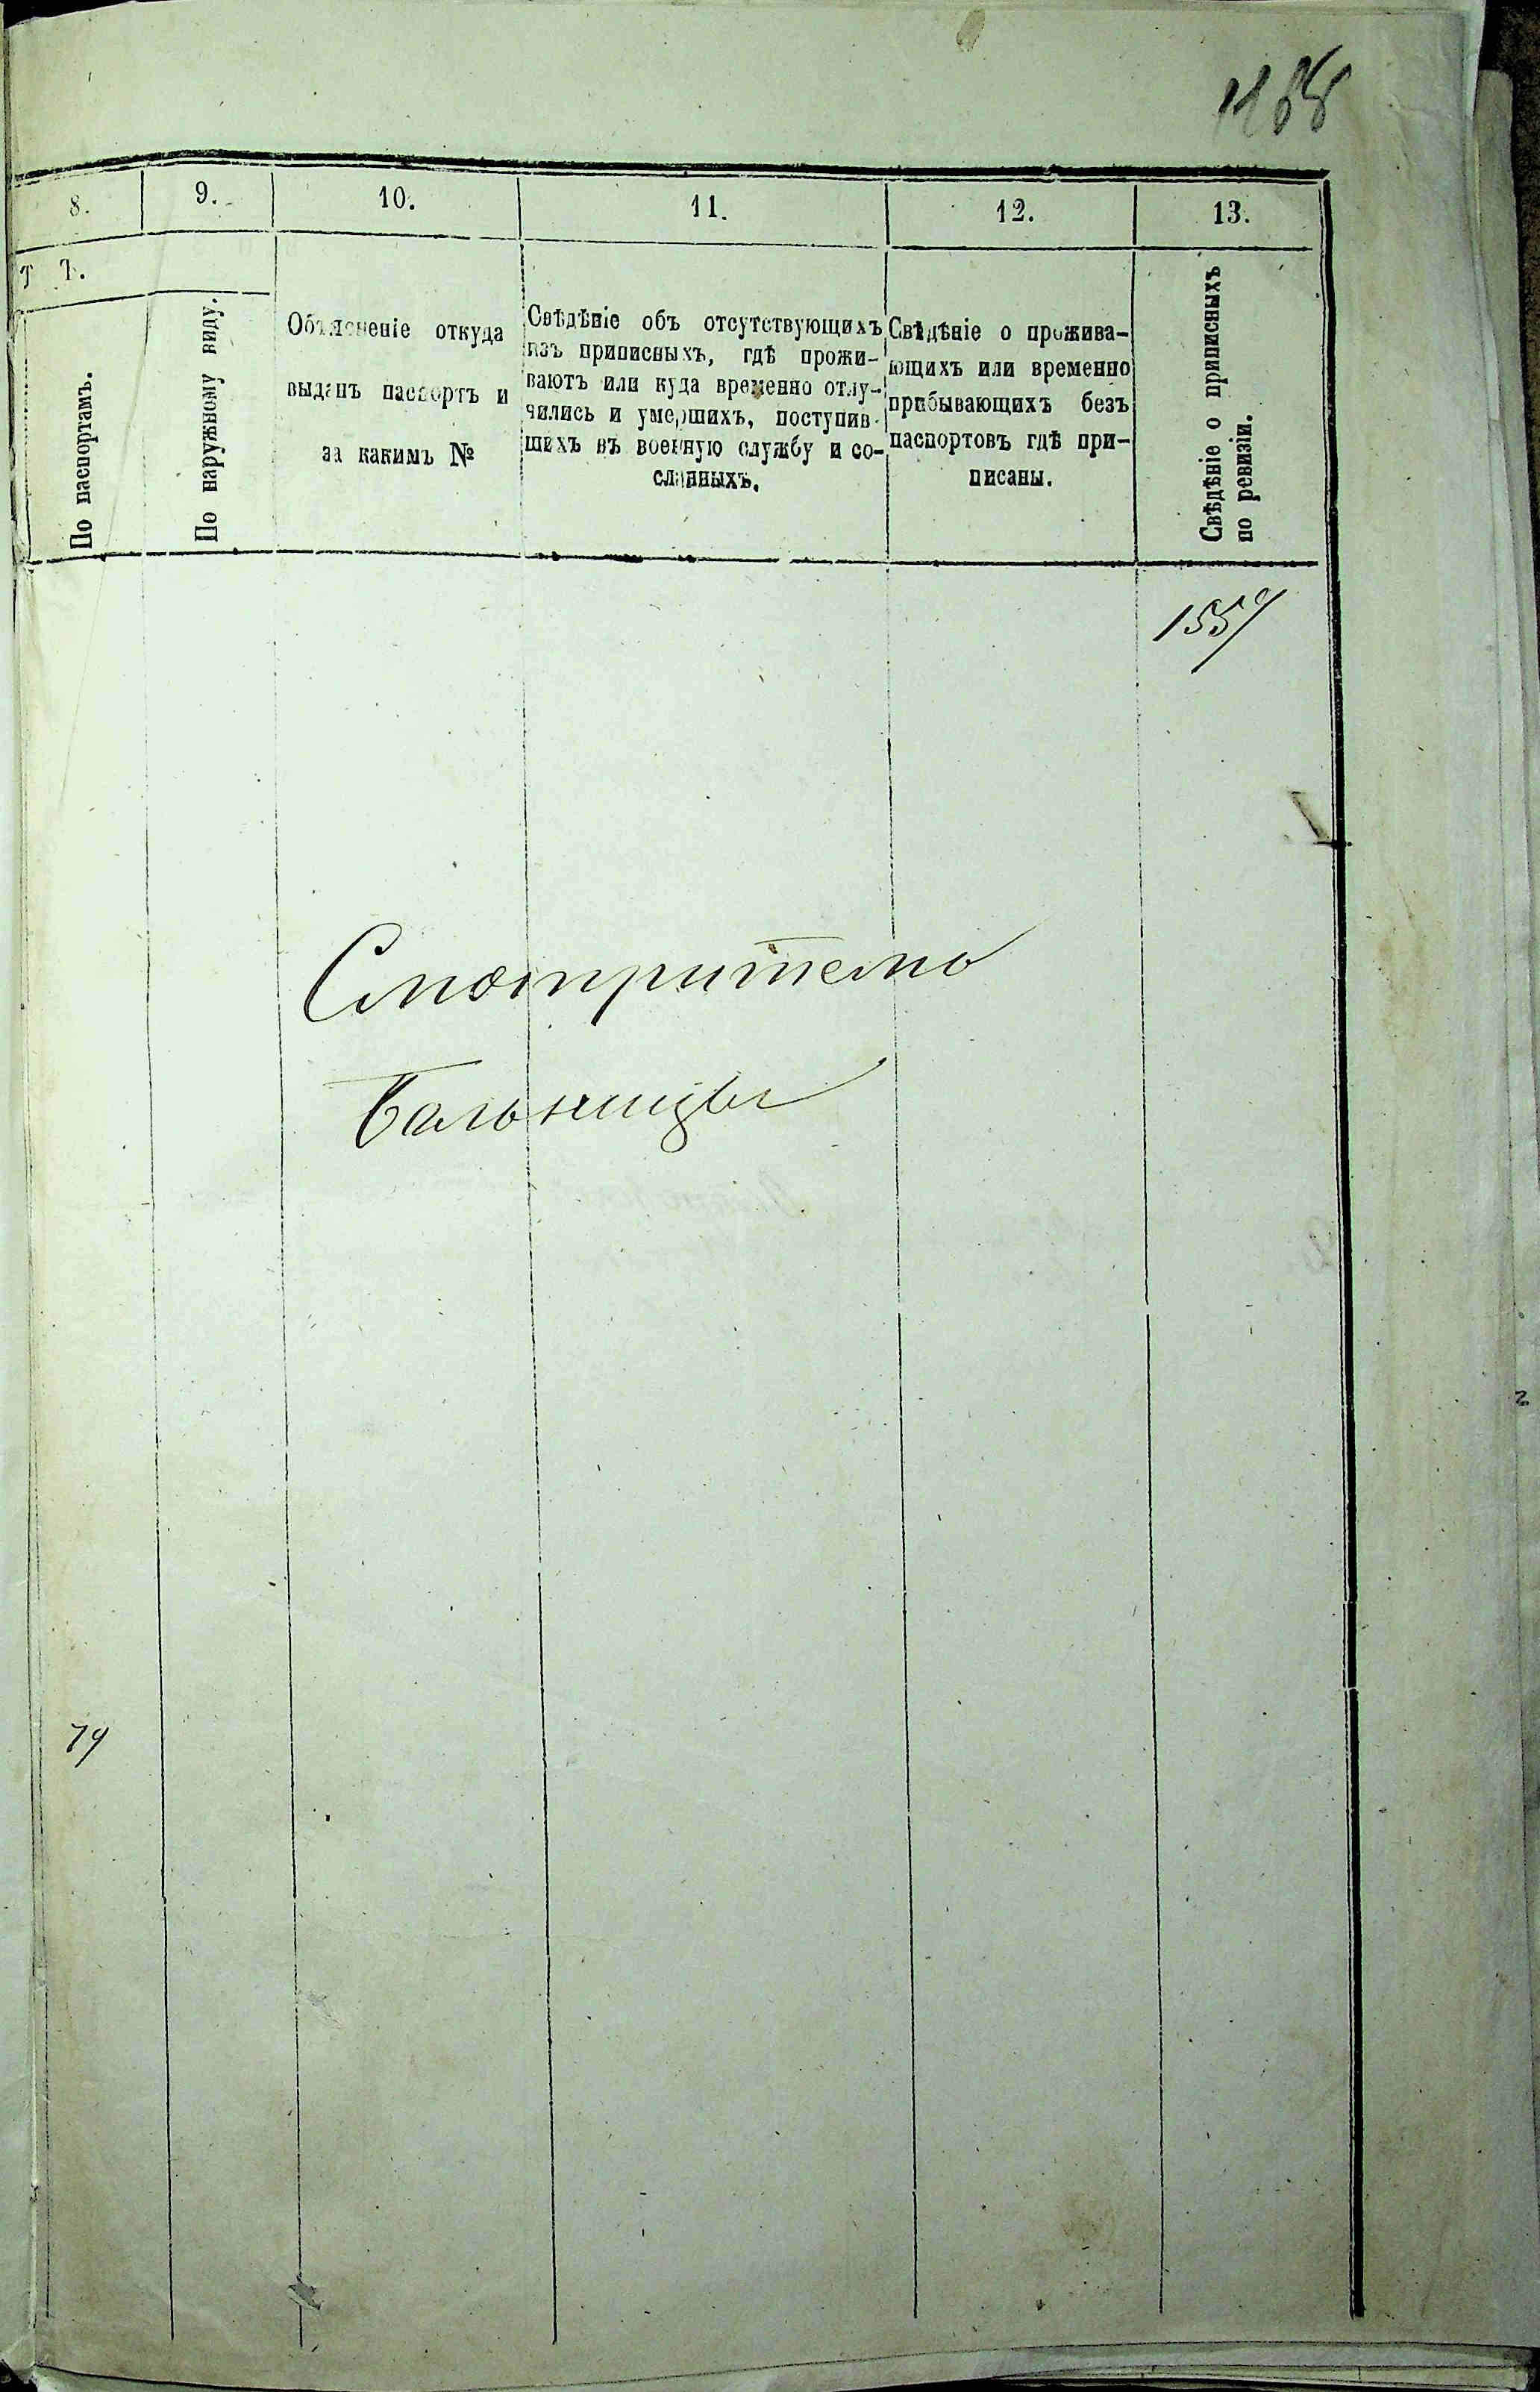 8.
9.
10.
11.
12.
13.
Т Ъ.
По паспортамъ.
По наружному виду.
Объясненіе откуда
выданъ паспортъ и
за какимъ №
Свѣдѣніе объ отсутствующихъ
изъ приписныхъ, гдѣ прожи-
ваютъ или куда временно отлу-
чились и умершихъ, поступив-
шихъ въ военную службу и со-
сланныхъ.
Свѣдѣніе о прожива-
ющихъ или временно
прибывающихъ безъ
паспортовъ гдѣ при-
писаны.
Свѣдѣніе о приписныхъ
по ревизіи.
Смотритель
Больницы
79